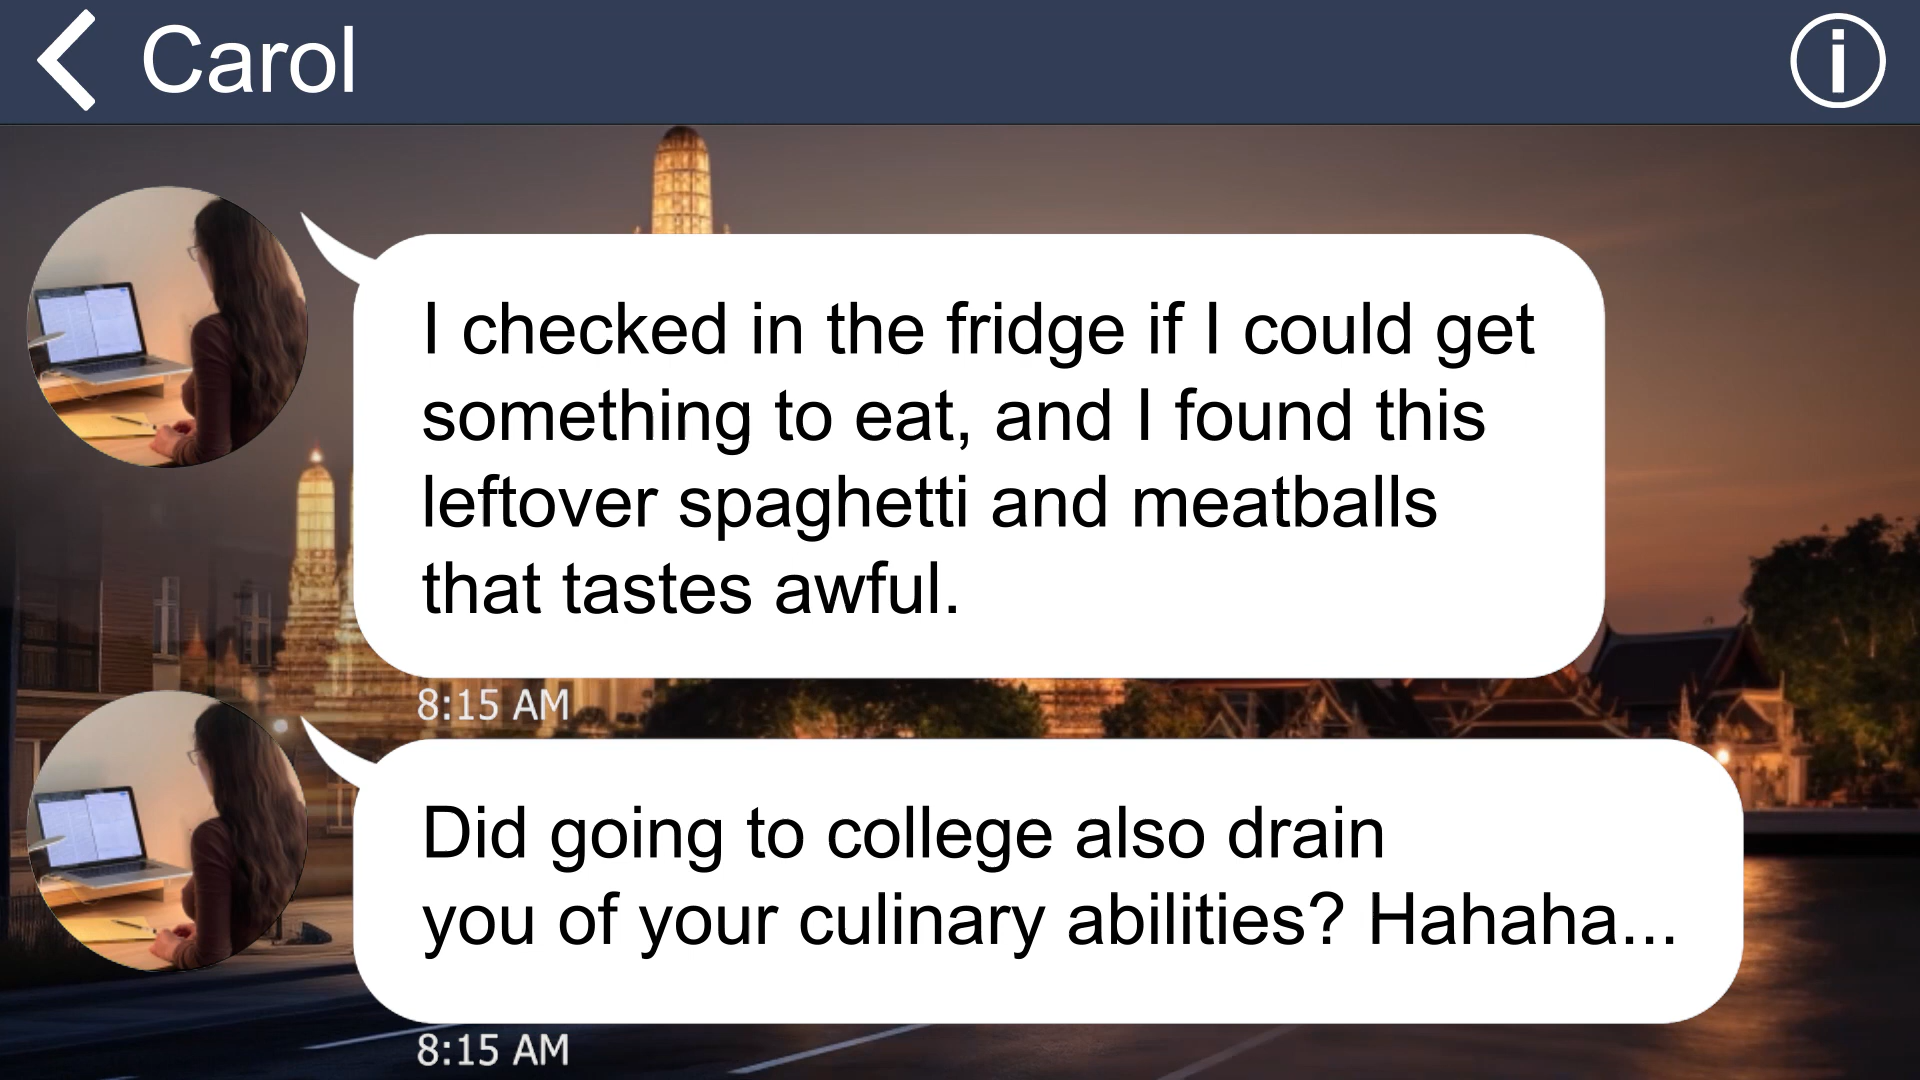 Carol
I checked in the fridge if I could get
something to eat, and I found this
leftover spaghetti and meatballs
that tastes awful.
8:15 AM
Did going to college also drain
you of your culinary abilities? Hahaha...
8:15 AM